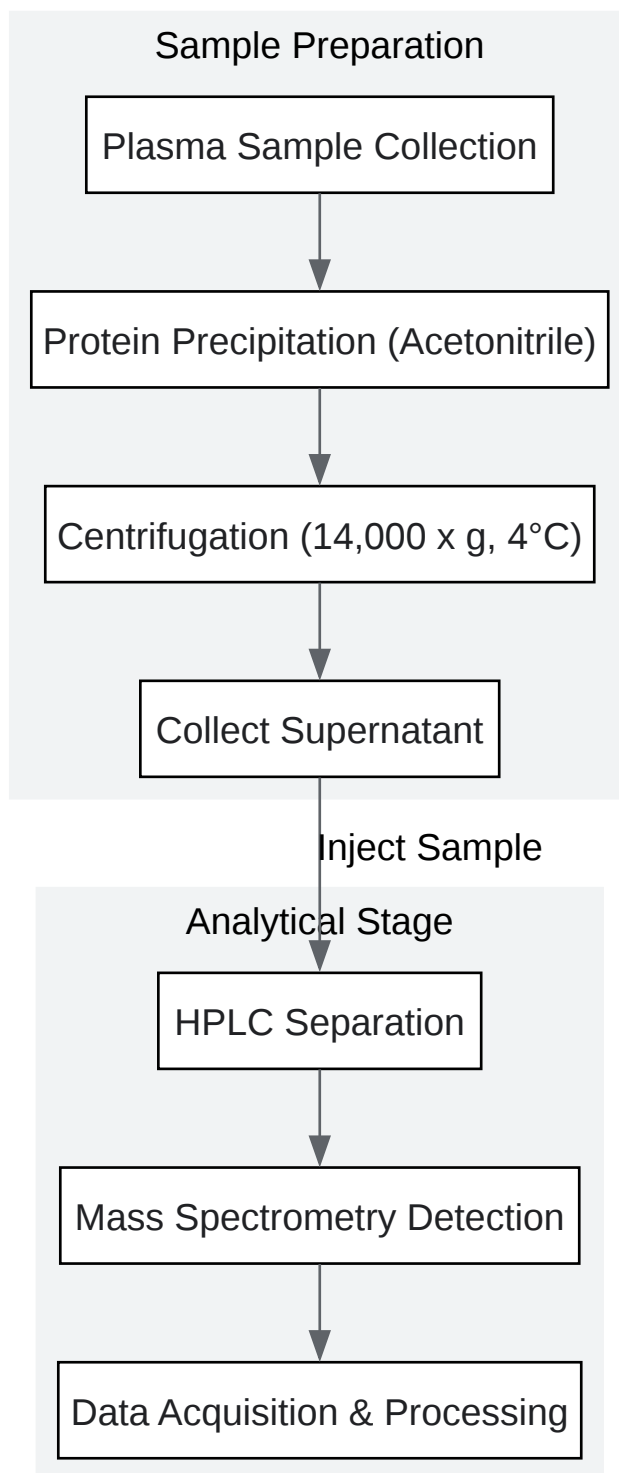 Sample Preparation
Plasma Sample Collection
Protein Precipitation (Acetonitrile)
Centrifugation (14,000 x g, 4°C)
Collect Supernatant
Inject Sample
Analytical Stage
HPLC Separation
Mass Spectrometry Detection
Data Acquisition & Processing